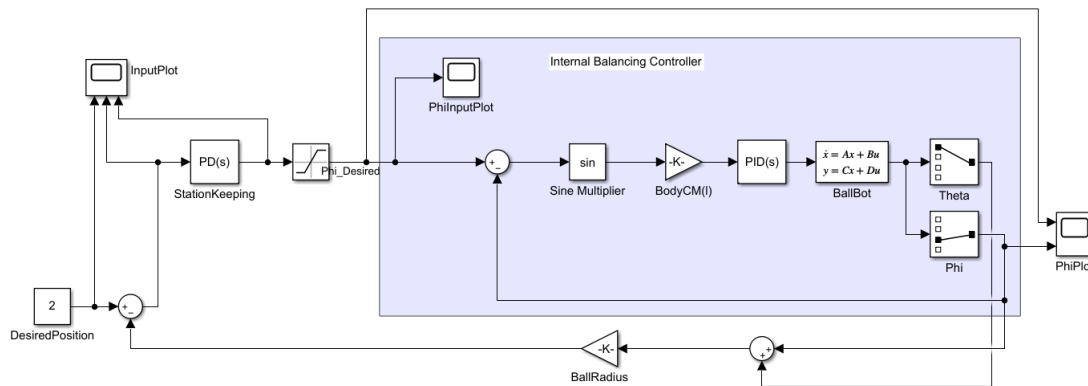 Internal Balancing Controller
InputPlot
PhiInputPlot
PD(s)
StationKeeping
Phi_Desired
+
−
sin
Sine Multiplier
-K-
BodyCM(l)
PID(s)
ẋ = Ax + Bu
y = Cx + Du
BallBot
Theta
Phi
PhiPlo
2
DesiredPosition
+
−
-K-
BallRadius
+
+